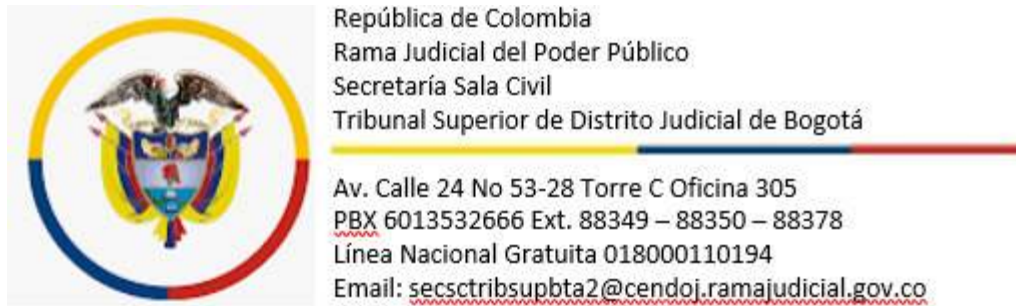 República de Colombia
Rama Judicial del Poder Público
Secretaría Sala Civil
Tribunal Superior de Distrito Judicial de Bogotá
Av. Calle 24 No 53-28 Torre C Oficina 305
PBX 6013532666 Ext. 88349 – 88350 – 88378
Línea Nacional Gratuita 018000110194
Email: secsctribsupbta2@cendoj.ramajudicial.gov.co